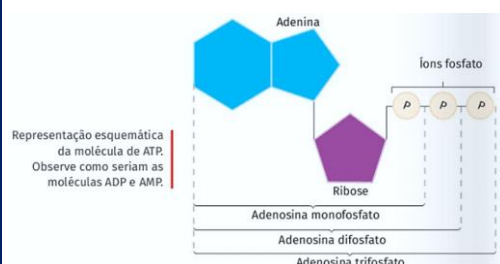 Adenina
Íons fosfato
P P P
Representação esquemática
da molécula de ATP.
Observe como seriam as
moléculas ADP e AMP.
Ribose
Adenosina monofosfato
Adenosina difosfato
Adenosina trifosfato